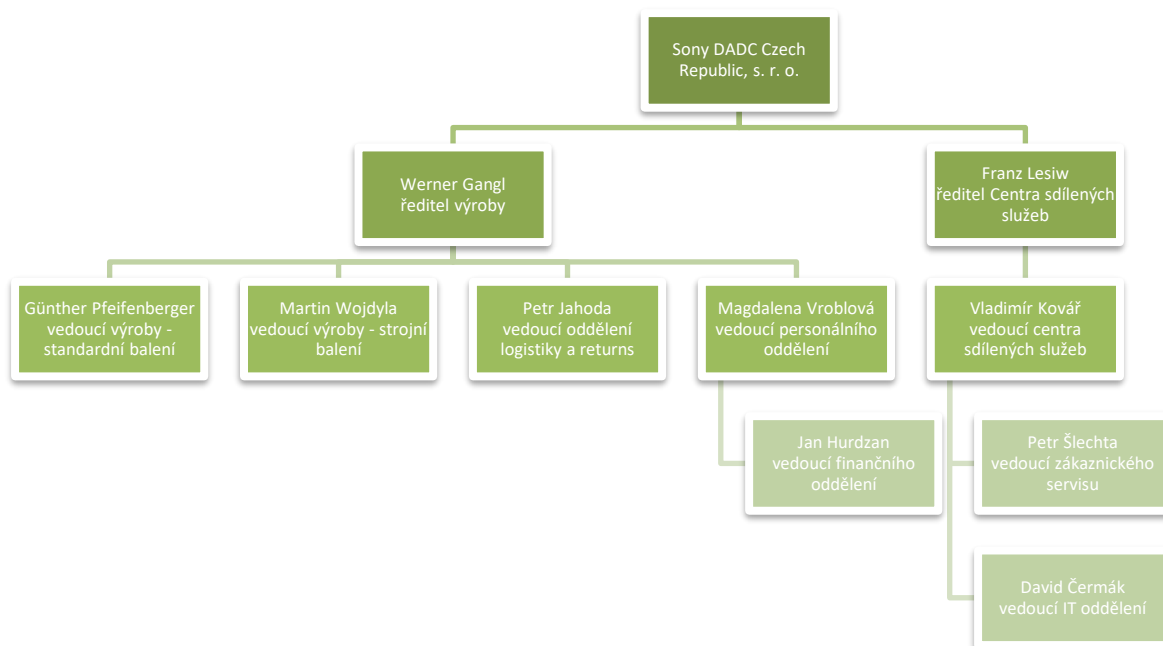 Sony DADC Czech
Republic, s. r. o.
Werner Gangl
ředitel výroby
Franz Lesiw
ředitel Centra sdílených
služeb
Günther Pfeifenberger
vedoucí výroby -
standardní balení
Martin Wojdyla
vedoucí výroby - strojní
balení
Petr Jahoda
vedoucí oddělení
logistiky a returns
Magdalena Vroblová
vedoucí personálního
oddělení
Vladimír Kovář
vedoucí centra
sdílených služeb
Jan Hurdzan
vedoucí finančního
oddělení
Petr Šlechta
vedoucí zákaznického
servisu
David Čermák
vedoucí IT oddělení